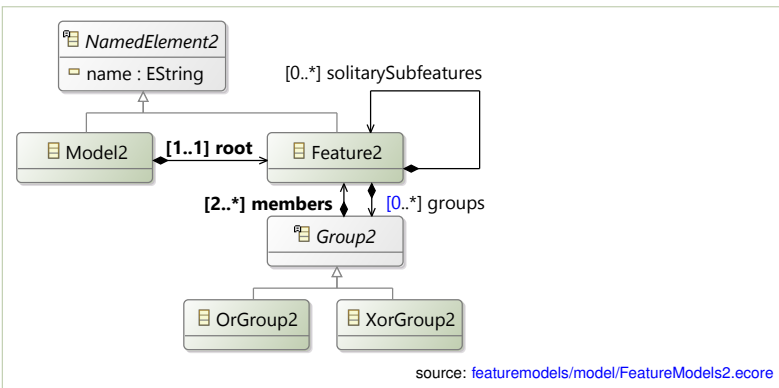 NamedElement2
name : EString
[0..*] solitarySubfeatures
Model2
[1..1] root
Feature2
[2..*] members
[0..*] groups
Group2
OrGroup2
XorGroup2
source: featuremodels/model/FeatureModels2.ecore